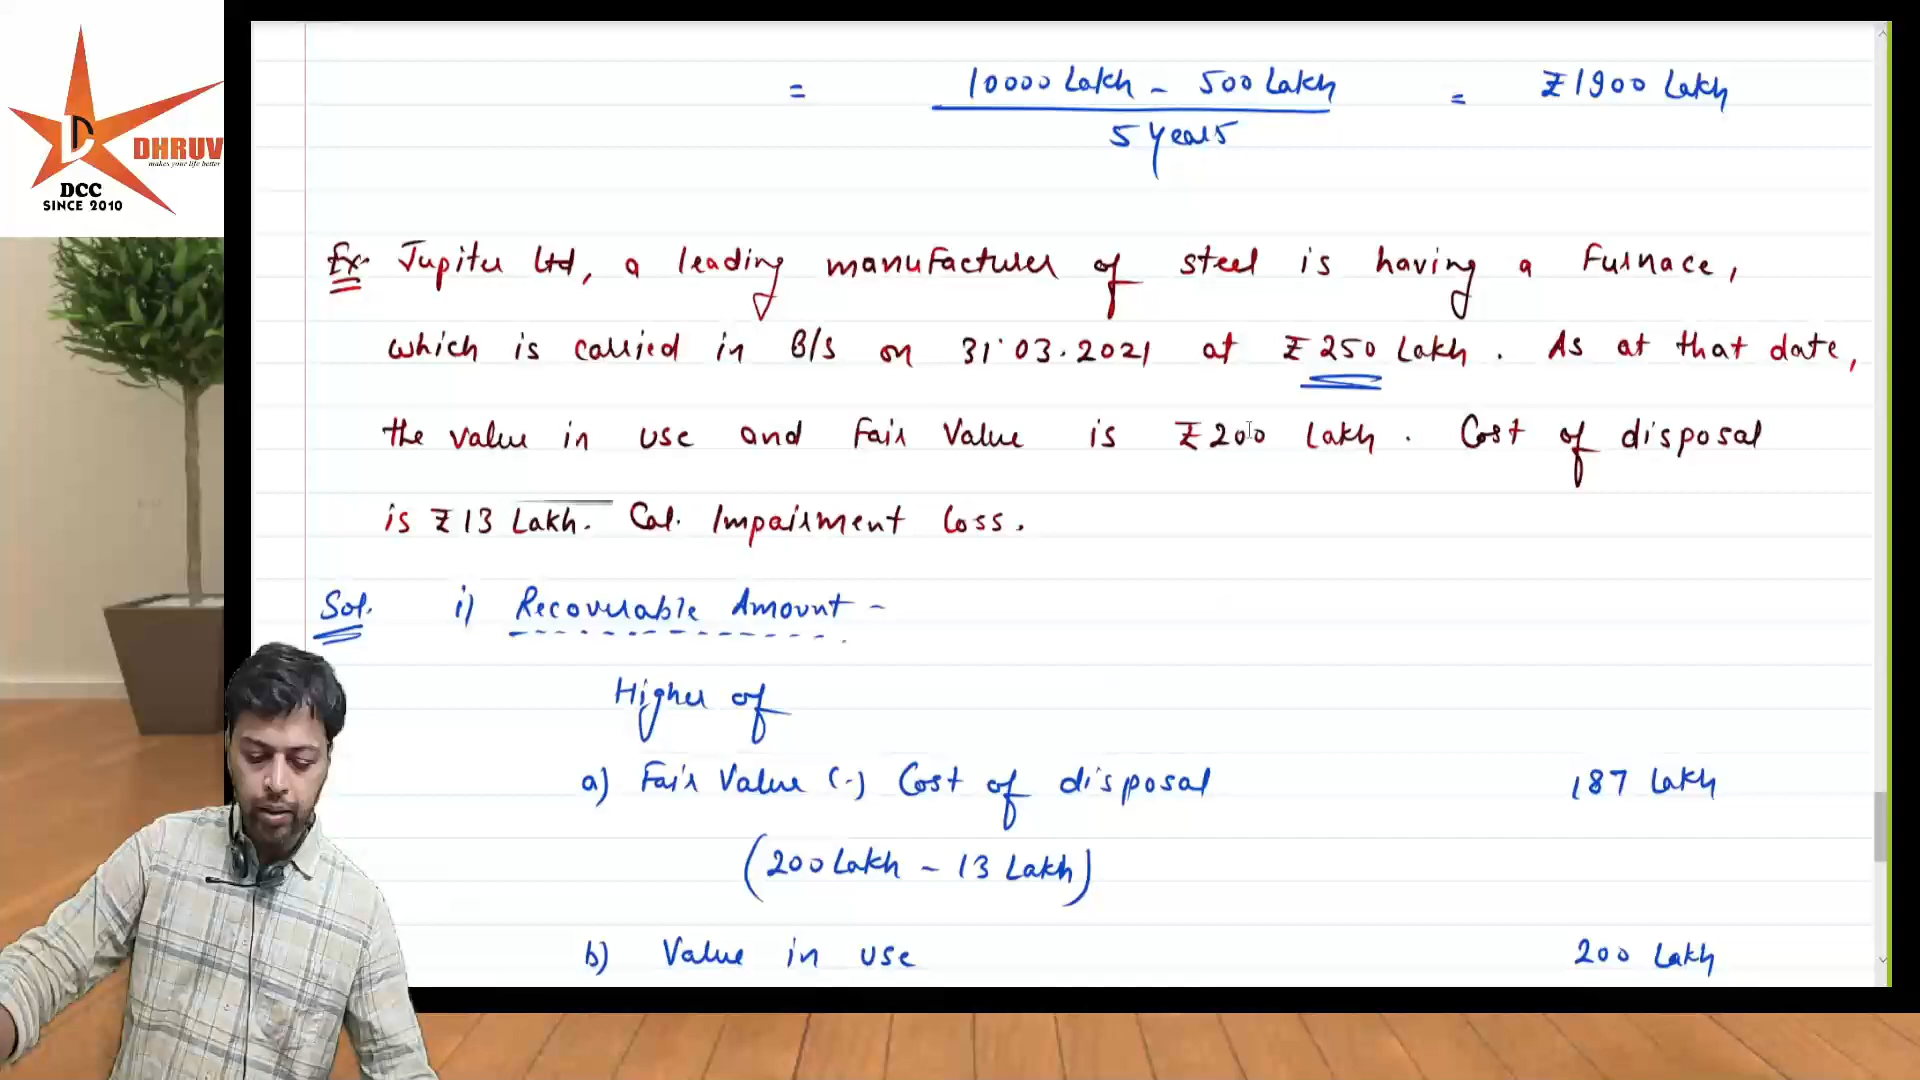 DHRUV
makes your life better
DCC
SINCE 2010
= 10000 Lakh - 500 Lakh = ₹1900 Lakh
5 Years
Ex. Jupiter Ltd, a leading manufacturer of steel is having a Furnace,
which is carried in B/S on 31.03.2021 at ₹250 Lakh. As at that date,
the value in use and Fair Value is ₹200 Lakh. Cost of disposal
is ₹13 Lakh. Cal. Impairment Loss.
Sol. i) Recoverable Amount -
Higher of
a) Fair Value (-) Cost of disposal 187 Lakh
(200 Lakh - 13 Lakh)
b) Value in use 200 Lakh